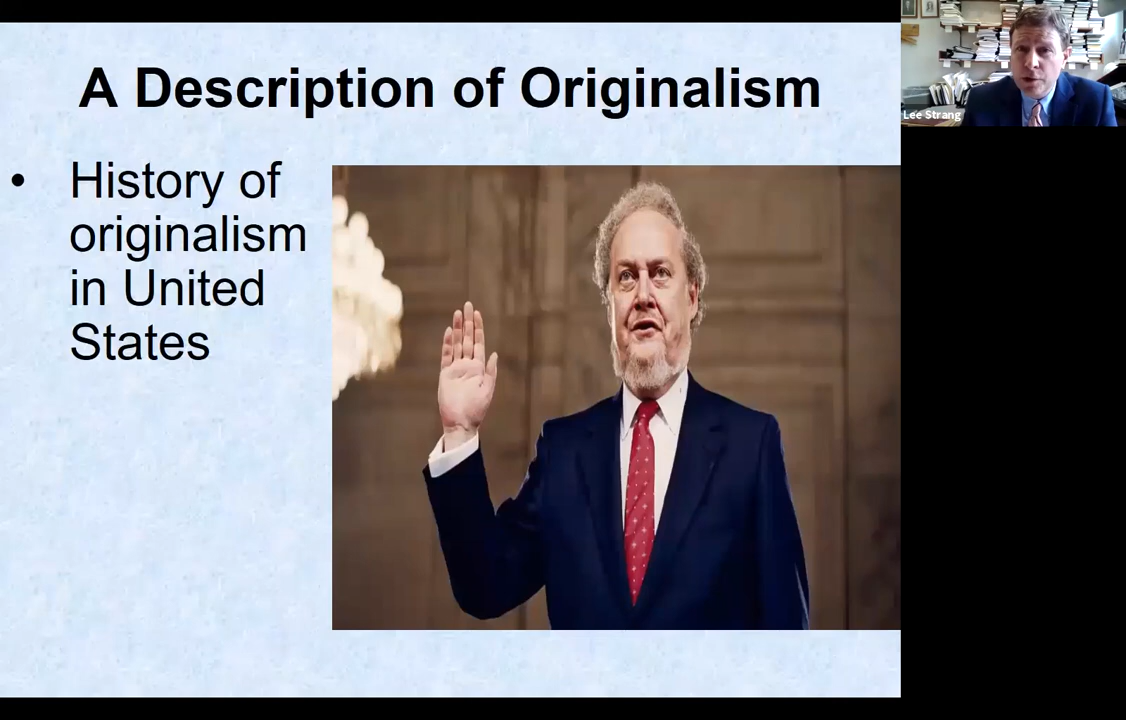 A Description of Originalism
• History of
originalism
in United
States
Lee Strang